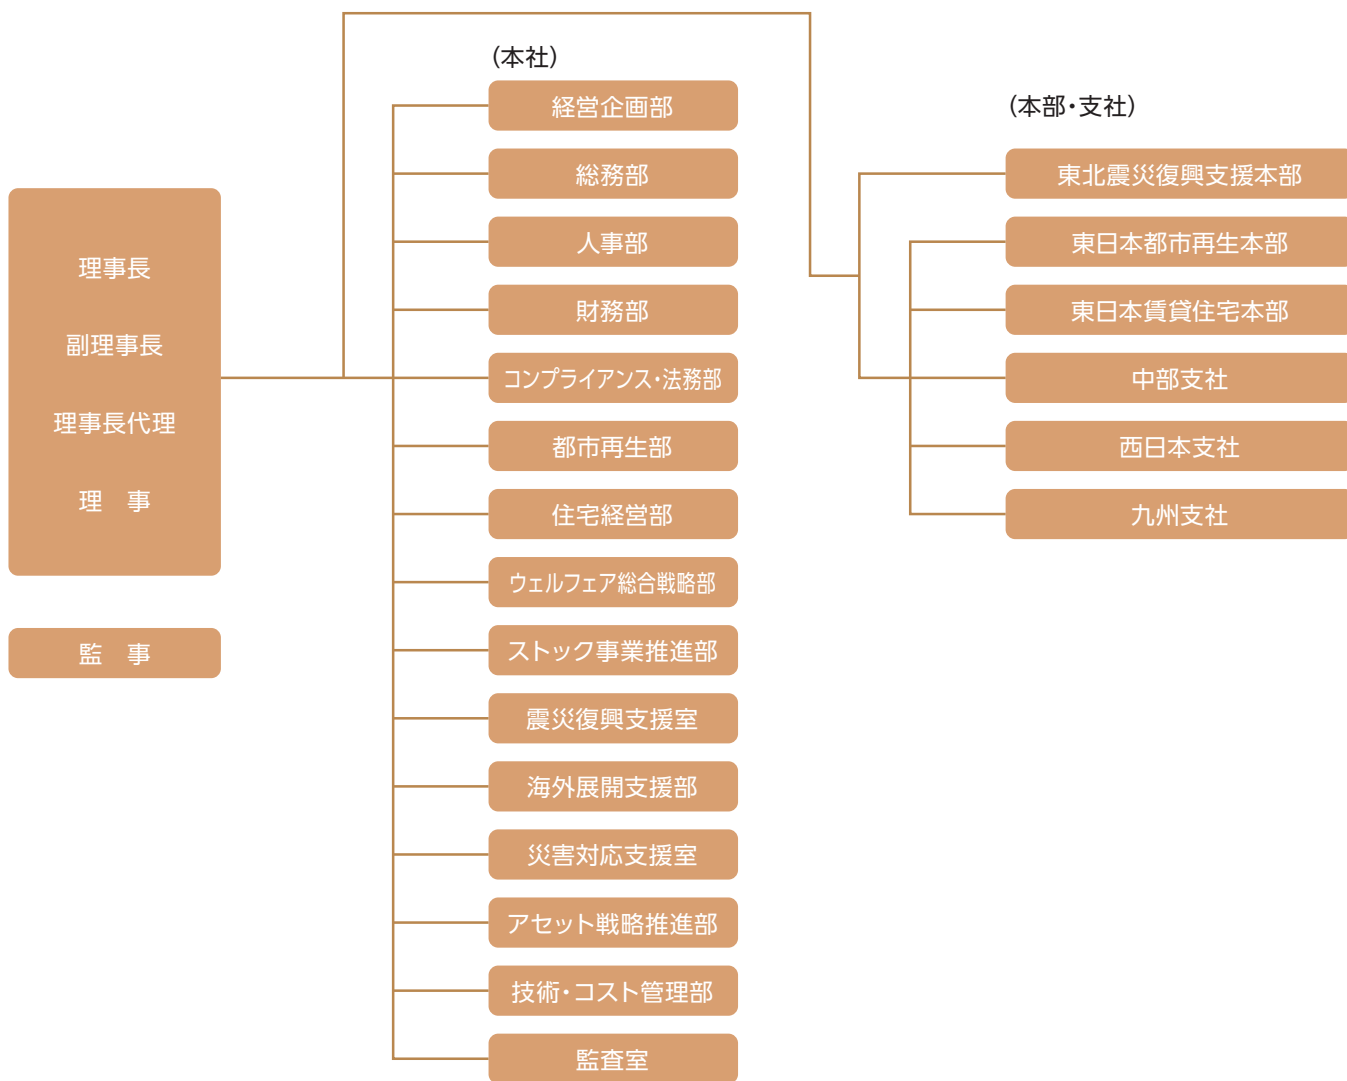 理事長
副理事長
理事長代理
理　事
監　事
（本社）
経営企画部
総務部
人事部
財務部
コンプライアンス・法務部
都市再生部
住宅経営部
ウェルフェア総合戦略部
ストック事業推進部
震災復興支援室
海外展開支援部
災害対応支援室
アセット戦略推進部
技術・コスト管理部
監査室
（本部・支社）
東北震災復興支援本部
東日本都市再生本部
東日本賃貸住宅本部
中部支社
西日本支社
九州支社